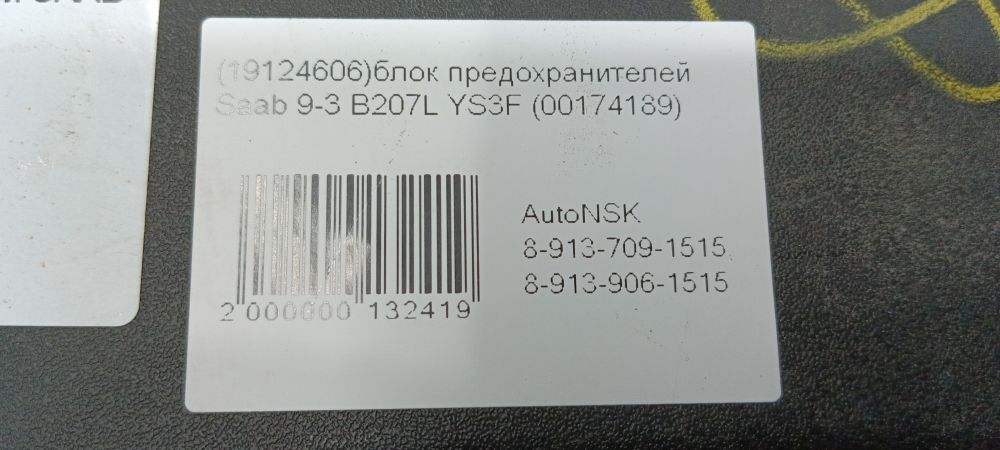 (19124606)блок предохранителей
Saab 9-3 B207L YS3F (00174189)
AutoNSK
8-913-709-1515,
8-913-906-1515
2 000000 132419